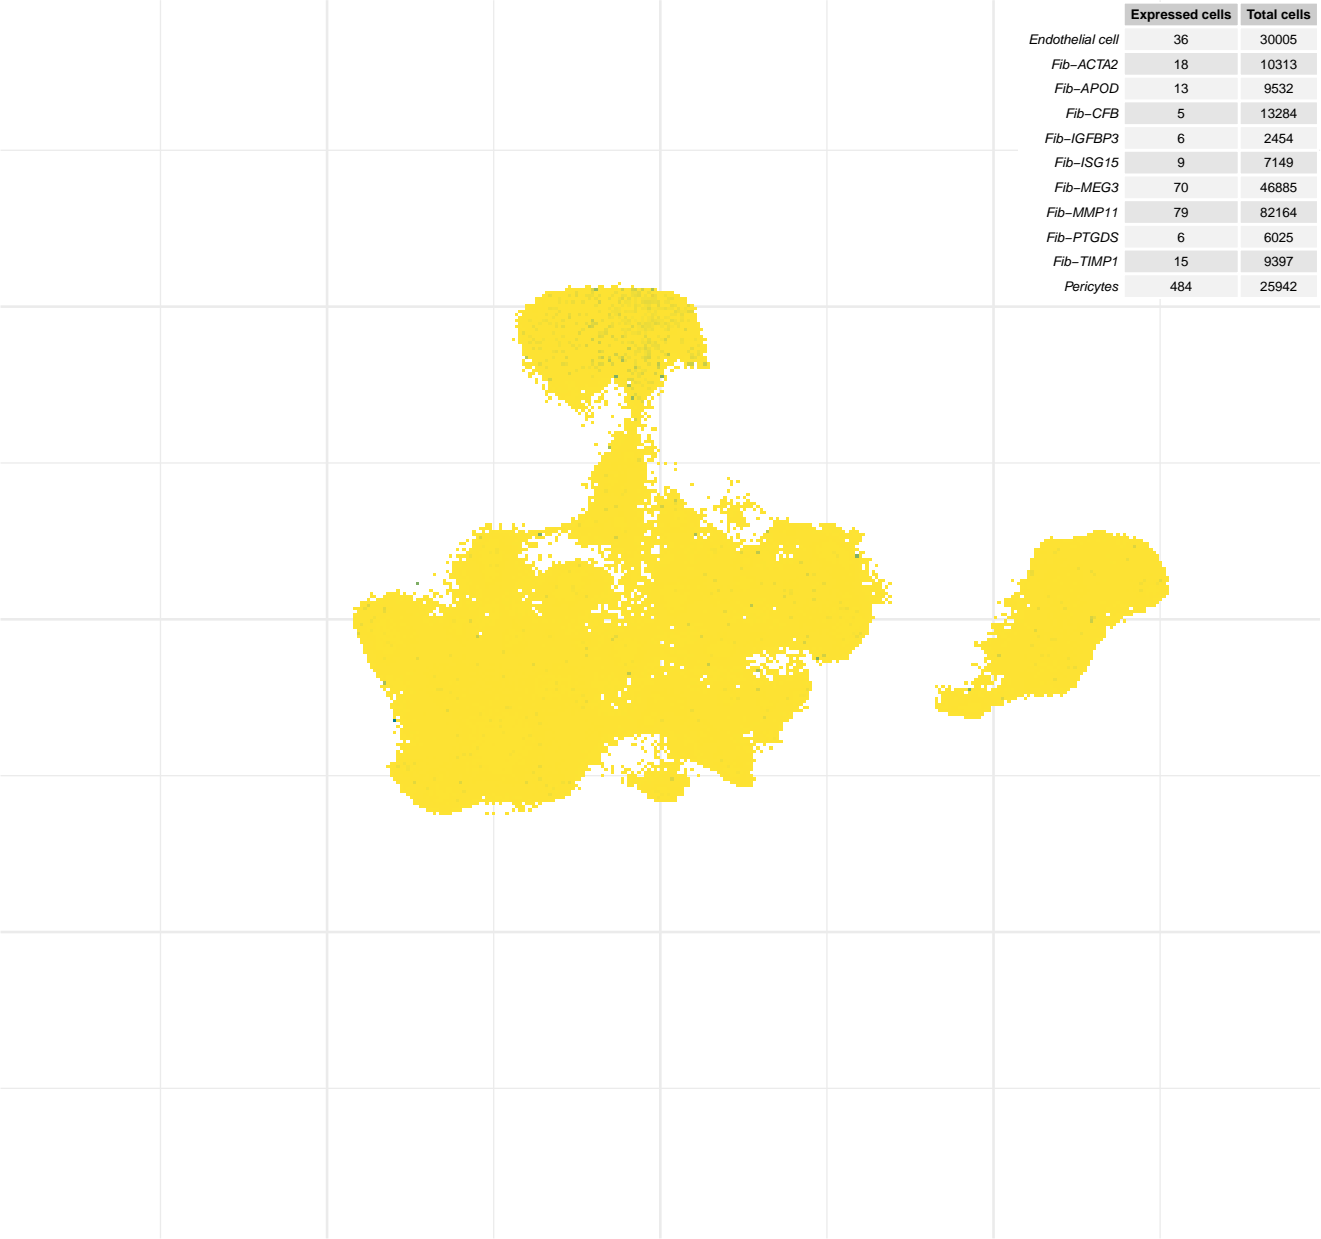 Expressed cells Total cells
Endothelial cell 36 30005
Fib−ACTA2 18 10313
Fib−APOD 13 9532
Fib−CFB 5 13284
Fib−IGFBP3 6 2454
Fib−ISG15 9 7149
Fib−MEG3 70 46885
Fib−MMP11 79 82164
Fib−PTGDS 6 6025
Fib−TIMP1 15 9397
Pericytes 484 25942